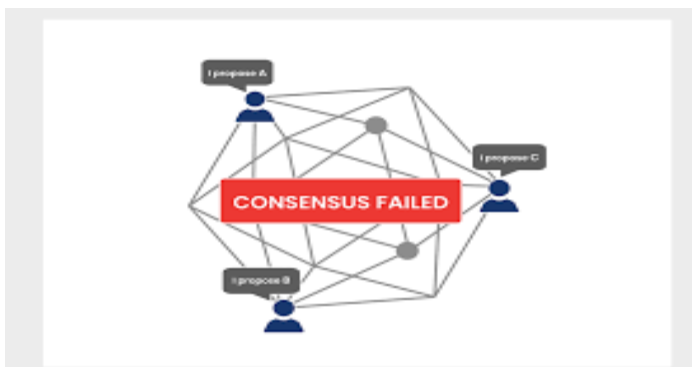 I propose A
I propose C
CONSENSUS FAILED
I propose B